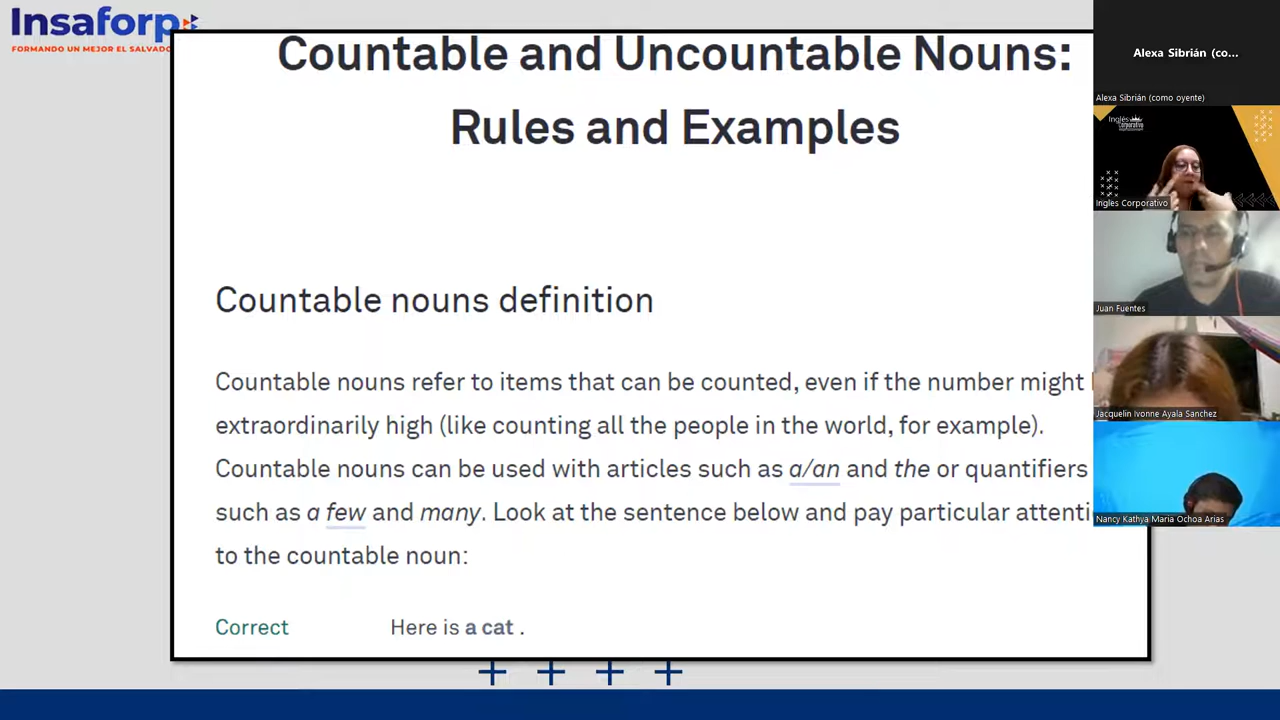 Insaforp
FORMANDO UN MEJOR EL SALVADO
Countable and Uncountable Nouns:
Rules and Examples
Countable nouns definition
Countable nouns refer to items that can be counted, even if the number might
extraordinarily high (like counting all the people in the world, for example).
Countable nouns can be used with articles such as a/an and the or quantifiers
such as a few and many. Look at the sentence below and pay particular attenti
to the countable noun:
Correct Here is a cat .
Alexa Sibrián (co...
Alexa Sibrián (como oyente)
Inglés
Corporativo
Ingles Corporativo
Juan Fuentes
Jacquelin Ivonne Ayala Sanchez
Nancy Kathya Maria Ochoa Arias